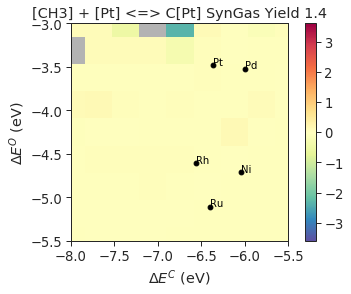 [CH3] + [Pt] <=> C[Pt] SynGas Yield 1.4
−3.0
−3.5
−4.0
−4.5
−5.0
−5.5
ΔE^O (eV)
Pt
Pd
Rh
Ni
Ru
−8.0 −7.5 −7.0 −6.5 −6.0 −5.5
ΔE^C (eV)
3
2
1
0
−1
−2
−3